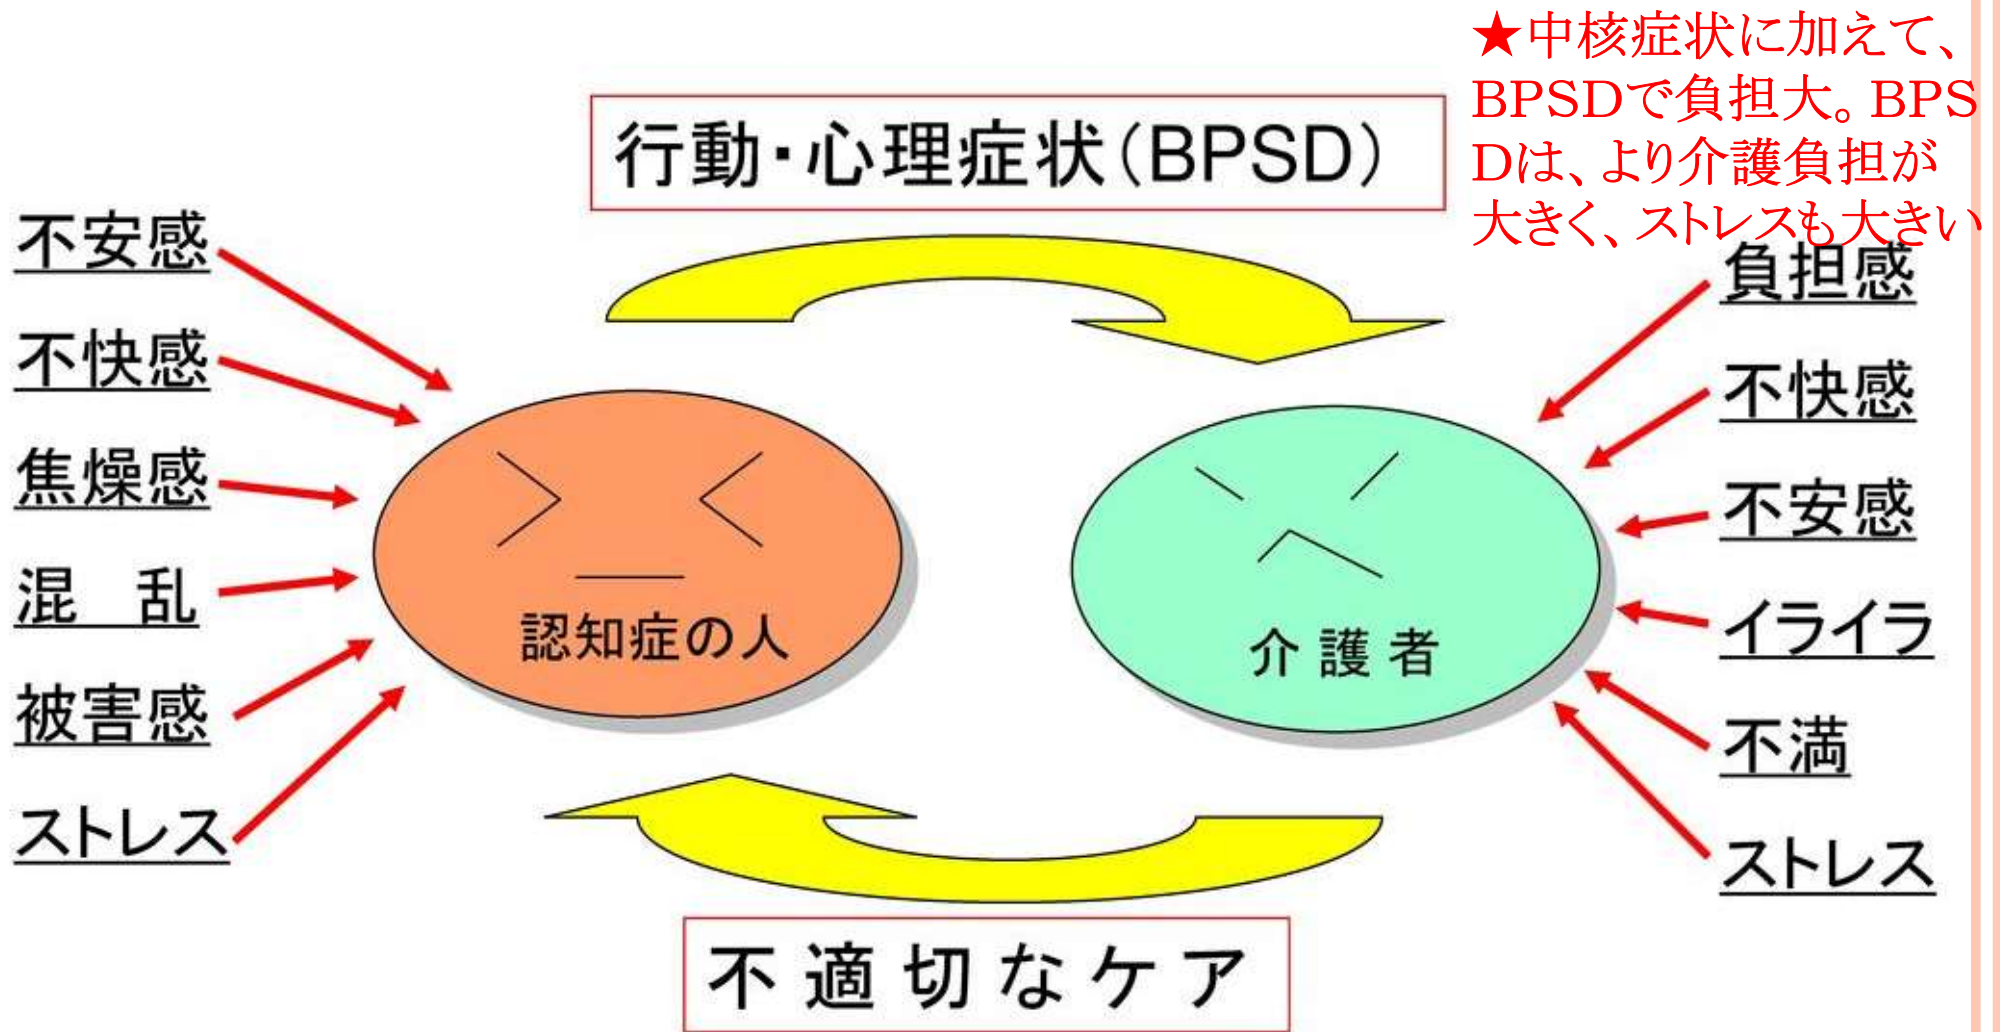 ★中核症状に加えて、
BPSDで負担大。BPS
Dは、より介護負担が
大きく、ストレスも大きい
行動・心理症状（BPSD）
不安感
不快感
焦燥感
混　乱
被害感
ストレス
認知症の人
介 護 者
負担感
不快感
不安感
イライラ
不満
ストレス
不 適 切 な ケ ア